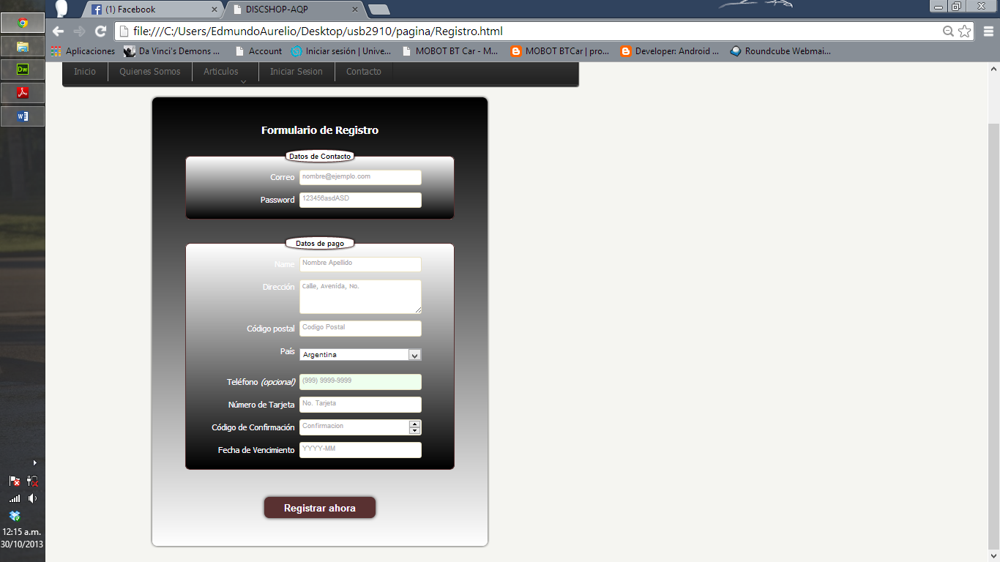 (1) Facebook
DISCSHOP-AQP
file:///C:/Users/EdmundoAurelio/Desktop/usb2910/pagina/Registro.html
Aplicaciones
Da Vinci's Demons ...
Account
Iniciar sesión | Unive...
MOBOT BT Car - M...
MOBOT BTCar | pro...
Developer: Android ...
Roundcube Webmai...
Dw
Inicio
Quienes Somos
Articulos
Iniciar Sesion
Contacto
Formulario de Registro
Datos de Contacto
Correo nombre@ejemplo.com
Password 123456asdASD
Datos de pago
Name Nombre Apellido
Dirección Calle, Avenida, No.
Código postal Codigo Postal
País Argentina
Teléfono (opcional) (999) 9999-9999
Número de Tarjeta No. Tarjeta
Código de Confirmación Confirmacion
Fecha de Vencimiento YYYY-MM
Registrar ahora
12:15 a.m.
30/10/2013